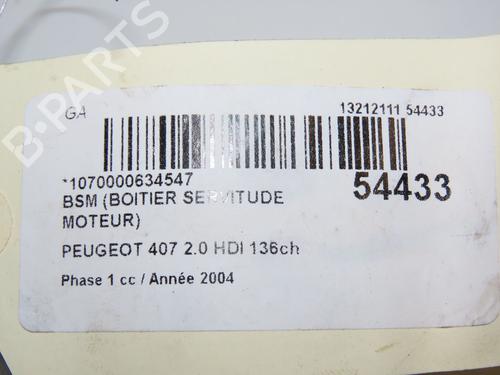 B-PARTS
GA
13212111 54433
*1070000634547
54433
BSM (BOITIER SERVITUDE
MOTEUR)
PEUGEOT 407 2.0 HDI 136ch
Phase 1 cc / Année 2004